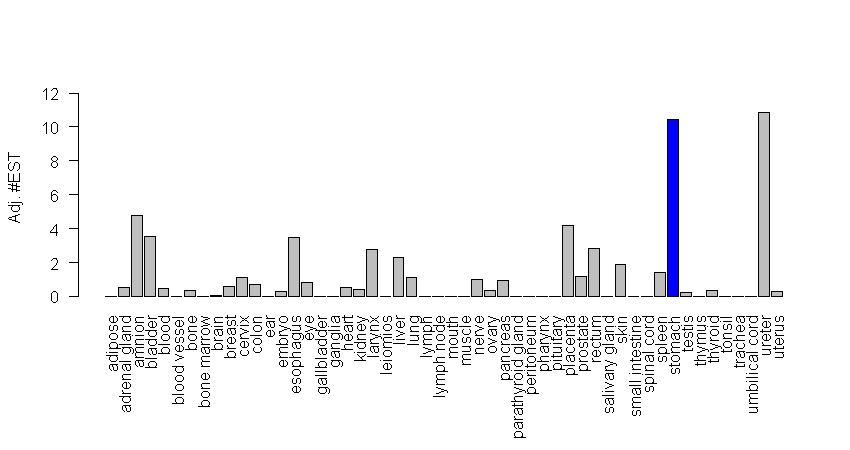 Adj. #EST
12
10
8
6
4
2
0
adipose
adrenal gland
amnion
bladder
blood
blood vessel
bone
bone marrow
brain
breast
cervix
colon
ear
embryo
esophagus
eye
gallbladder
ganglia
heart
kidney
larynx
leiomios
liver
lung
lymph
lymph node
mouth
muscle
nerve
ovary
pancreas
parathyroid gland
peritoneum
pharynx
pituitary
placenta
prostate
rectum
salivary gland
skin
small intestine
spinal cord
spleen
stomach
testis
thymus
thyroid
tonsil
trachea
umbilical cord
ureter
uterus